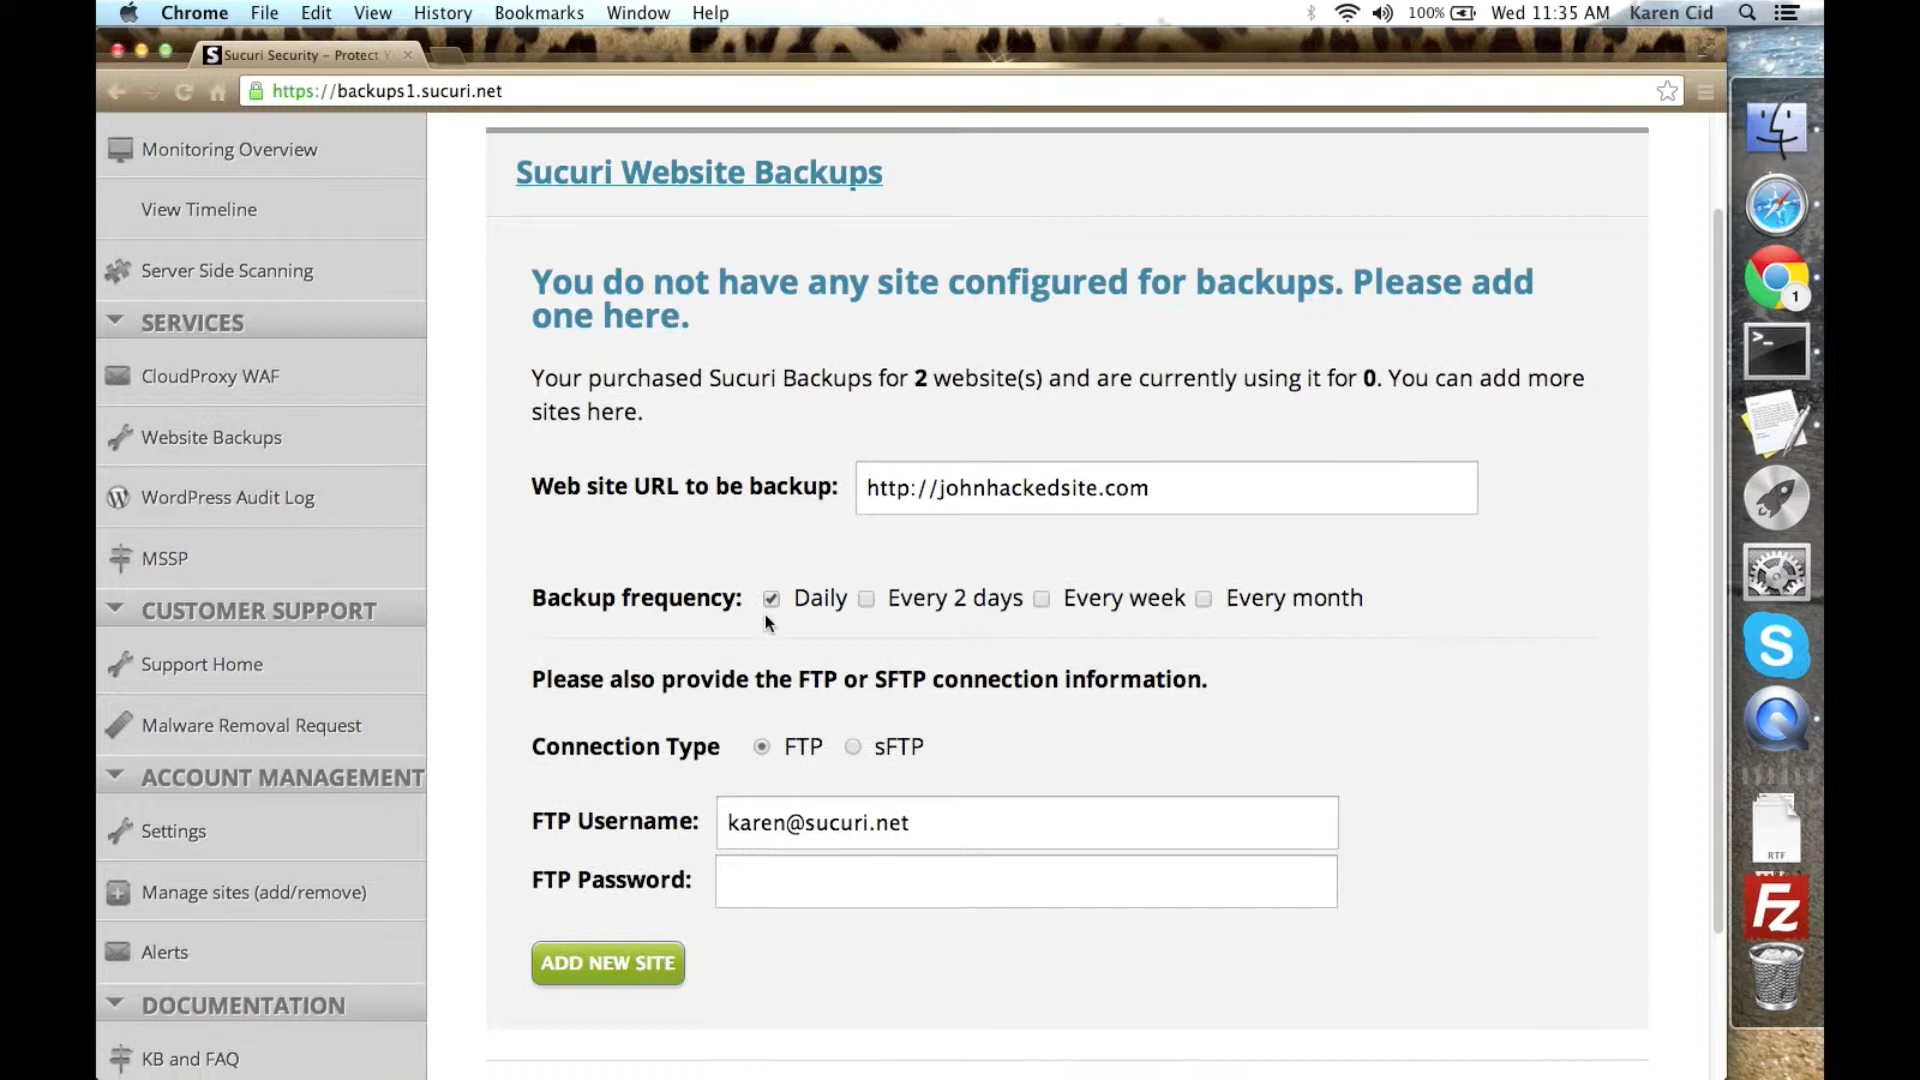 Chrome File Edit View History Bookmarks Window Help 100% Wed 11:35 AM Karen Cid
S Sucuri Security – Protect Y ×
https://backups1.sucuri.net
Monitoring Overview
View Timeline
Server Side Scanning
SERVICES
CloudProxy WAF
Website Backups
WordPress Audit Log
MSSP
CUSTOMER SUPPORT
Support Home
Malware Removal Request
ACCOUNT MANAGEMENT
Settings
Manage sites (add/remove)
Alerts
DOCUMENTATION
KB and FAQ
Sucuri Website Backups
You do not have any site configured for backups. Please add
one here.
Your purchased Sucuri Backups for 2 website(s) and are currently using it for 0. You can add more
sites here.
Web site URL to be backup: http://johnhackedsite.com
Backup frequency: Daily Every 2 days Every week Every month
Please also provide the FTP or SFTP connection information.
Connection Type FTP sFTP
FTP Username: karen@sucuri.net
FTP Password:
ADD NEW SITE
1
>_
S
RTF
Fz